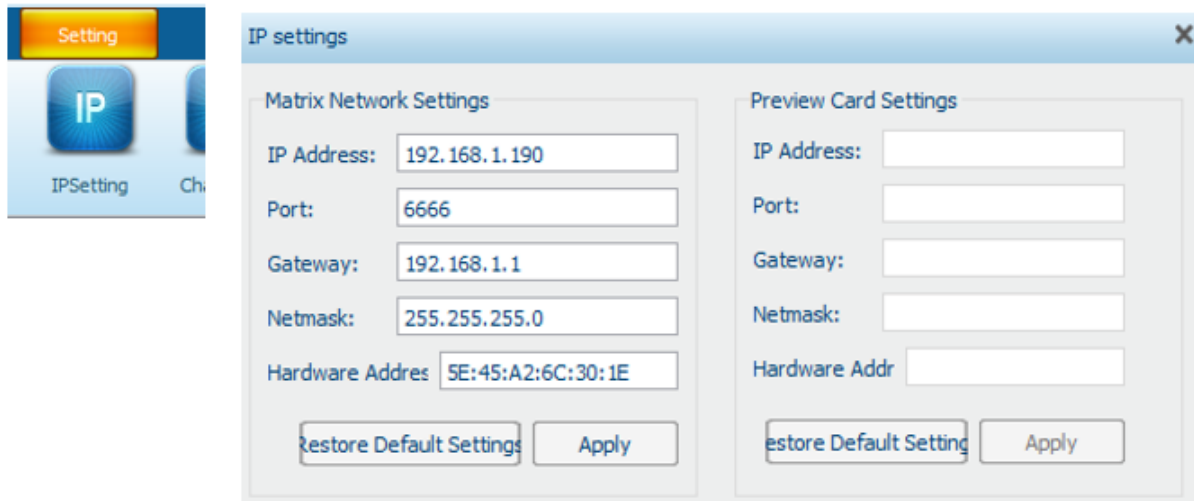 Setting
IP
IPSetting
Cha
IP settings
Matrix Network Settings
IP Address: 192.168.1.190
Port: 6666
Gateway: 192.168.1.1
Netmask: 255.255.255.0
Hardware Addres 5E:45:A2:6C:30:1E
Restore Default Settings Apply
Preview Card Settings
IP Address:
Port:
Gateway:
Netmask:
Hardware Addr
estore Default Setting Apply